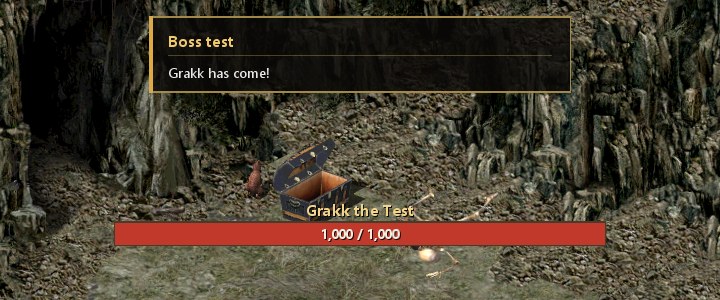 Boss test
Grakk has come!
Grakk the Test
1,000 / 1,000